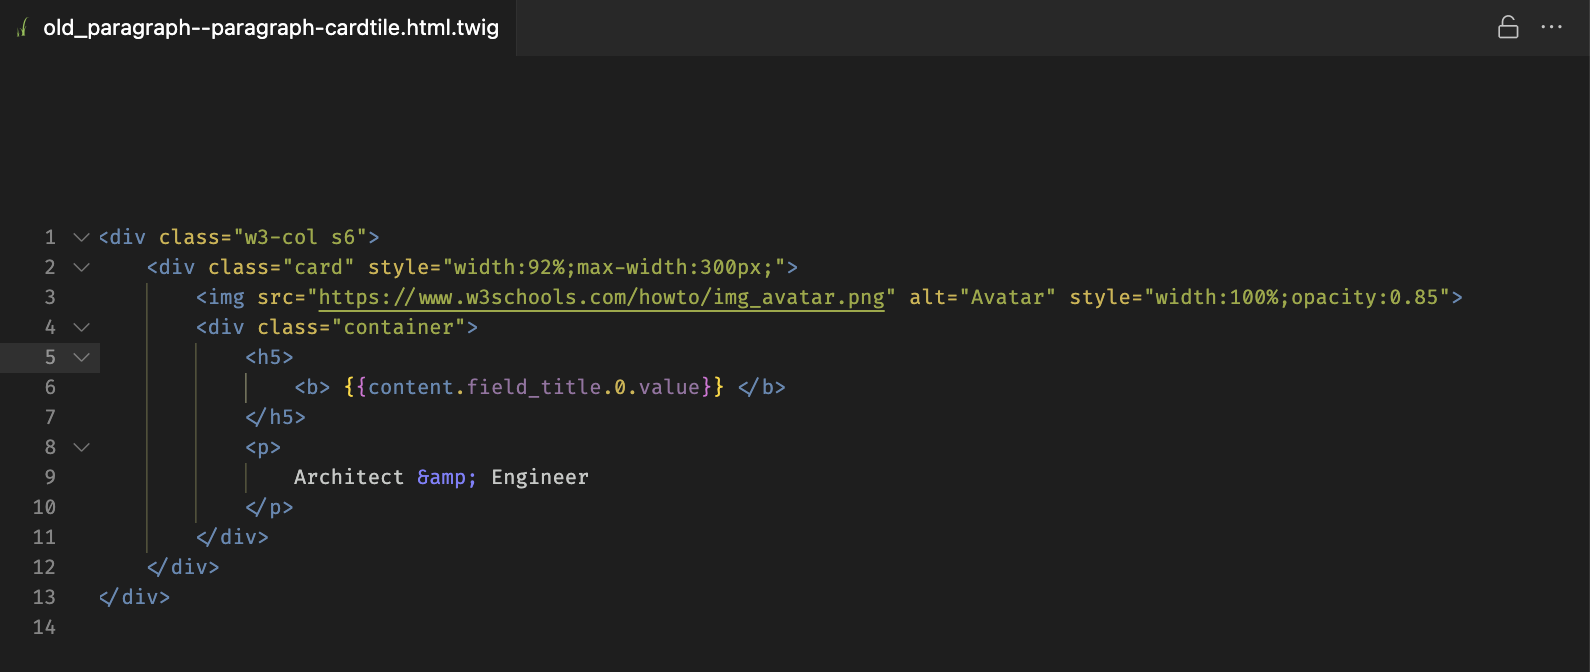 old_paragraph--paragraph-cardtile.html.twig
1 <div class="w3-col s6">
2 <div class="card" style="width:92%;max-width:300px;">
3 <img src="https://www.w3schools.com/howto/img_avatar.png" alt="Avatar" style="width:100%;opacity:0.85">
4 <div class="container">
5 <h5>
6 <b> {{content.field_title.0.value}} </b>
7 </h5>
8 <p>
9 Architect &amp; Engineer
10 </p>
11 </div>
12 </div>
13 </div>
14